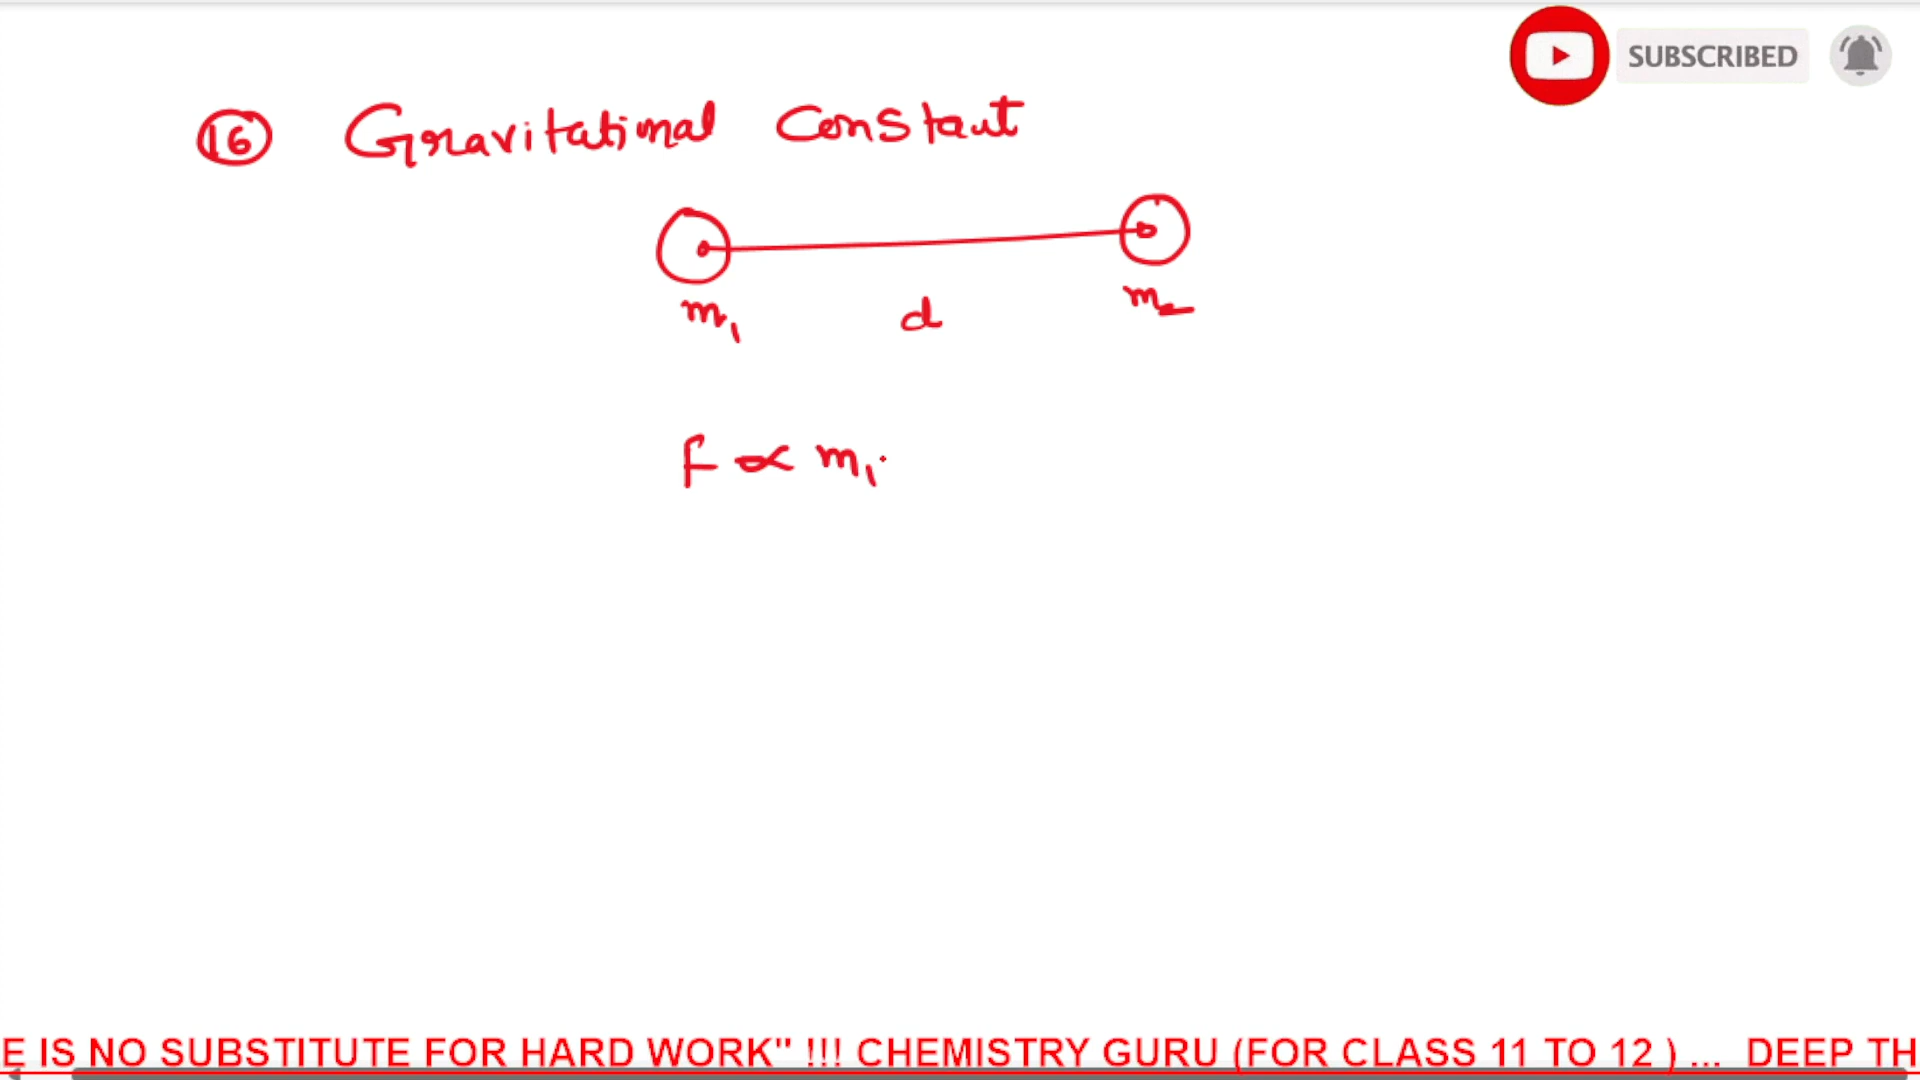 SUBSCRIBED
16 Gravitational Constant
m₁ d m₂
F ∝ m₁
E IS NO SUBSTITUTE FOR HARD WORK" !!! CHEMISTRY GURU (FOR CLASS 11 TO 12 ) ... DEEP TH